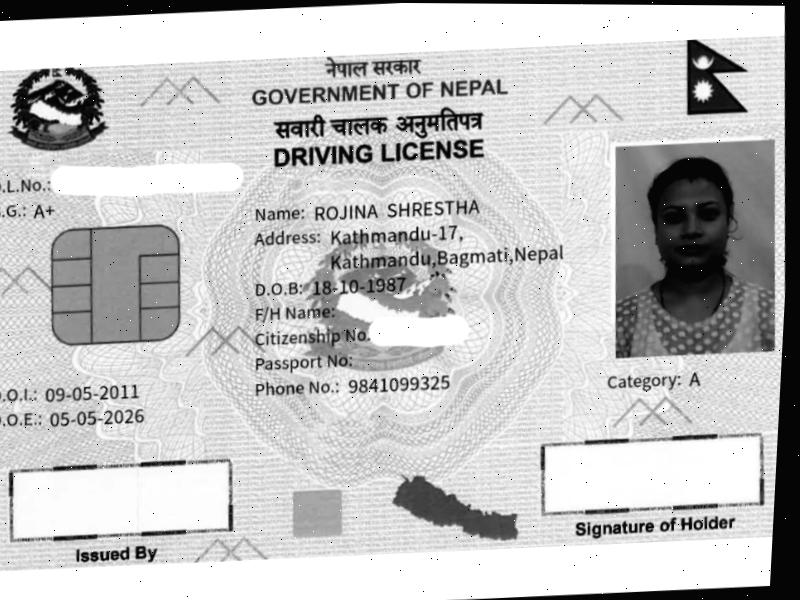 नेपाल सरकार
GOVERNMENT OF NEPAL
सवारी चालक अनुमतिपत्र
DRIVING LICENSE
D.L.No.:
B.G.: A+
Name: ROJINA SHRESTHA
Address: Kathmandu-17,
Kathmandu,Bagmati,Nepal
D.O.B: 18-10-1987
F/H Name:
Citizenship No.
Passport No:
Phone No.: 9841099325
D.O.I.: 09-05-2011
D.O.E.: 05-05-2026
Category: A
Issued By
Signature of Holder